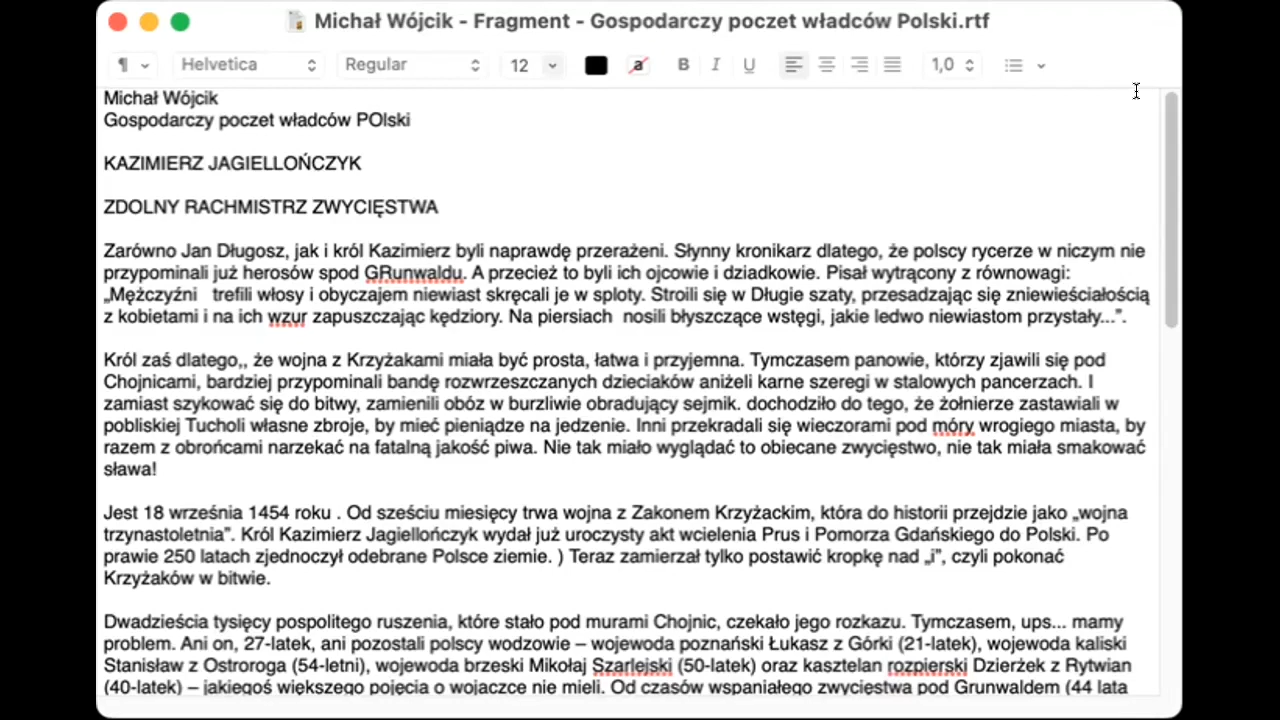 Michał Wójcik - Fragment - Gospodarczy poczet władców Polski.rtf
¶ Helvetica Regular 12 a B I U 1,0
Michał Wójcik
Gospodarczy poczet władców POlski
KAZIMIERZ JAGIELLOŃCZYK
ZDOLNY RACHMISTRZ ZWYCIĘSTWA
Zarówno Jan Długosz, jak i król Kazimierz byli naprawdę przerażeni. Słynny kronikarz dlatego, że polscy rycerze w niczym nie
przypominali już herosów spod GRunwaldu. A przecież to byli ich ojcowie i dziadkowie. Pisał wytrącony z równowagi:
„Mężczyźni   trefili włosy i obyczajem niewiast skręcali je w sploty. Stroili się w Długie szaty, przesadzając się zniewieściałością
z kobietami i na ich wzur zapuszczając kędziory. Na piersiach  nosili błyszczące wstęgi, jakie ledwo niewiastom przystały...”.
Król zaś dlatego,, że wojna z Krzyżakami miała być prosta, łatwa i przyjemna. Tymczasem panowie, którzy zjawili się pod
Chojnicami, bardziej przypominali bandę rozwrzeszczanych dzieciaków aniżeli karne szeregi w stalowych pancerzach. I
zamiast szykować się do bitwy, zamienili obóz w burzliwie obradujący sejmik. dochodziło do tego, że żołnierze zastawiali w
pobliskiej Tucholi własne zbroje, by mieć pieniądze na jedzenie. Inni przekradali się wieczorami pod móry wrogiego miasta, by
razem z obrońcami narzekać na fatalną jakość piwa. Nie tak miało wyglądać to obiecane zwycięstwo, nie tak miała smakować
sława!
Jest 18 września 1454 roku . Od sześciu miesięcy trwa wojna z Zakonem Krzyżackim, która do historii przejdzie jako „wojna
trzynastoletnia”. Król Kazimierz Jagiellończyk wydał już uroczysty akt wcielenia Prus i Pomorza Gdańskiego do Polski. Po
prawie 250 latach zjednoczył odebrane Polsce ziemie. ) Teraz zamierzał tylko postawić kropkę nad „i”, czyli pokonać
Krzyżaków w bitwie.
Dwadzieścia tysięcy pospolitego ruszenia, które stało pod murami Chojnic, czekało jego rozkazu. Tymczasem, ups... mamy
problem. Ani on, 27-latek, ani pozostali polscy wodzowie – wojewoda poznański Łukasz z Górki (21-latek), wojewoda kaliski
Stanisław z Ostroroga (54-letni), wojewoda brzeski Mikołaj Szarlejski (50-latek) oraz kasztelan rozpierski Dzierżek z Rytwian
(40-latek) – jakiegoś większego pojęcia o wojaczce nie mieli. Od czasów wspaniałego zwycięstwa pod Grunwaldem (44 lata